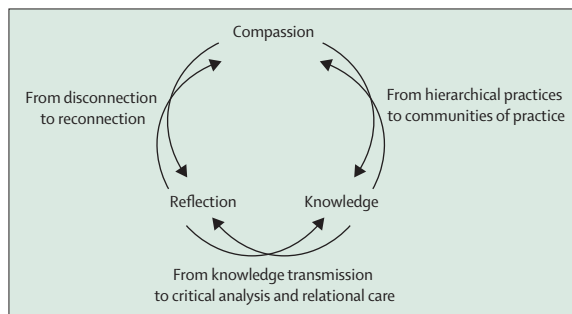 Compassion
From disconnection
to reconnection
From hierarchical practices
to communities of practice
Reflection
Knowledge
From knowledge transmission
to critical analysis and relational care